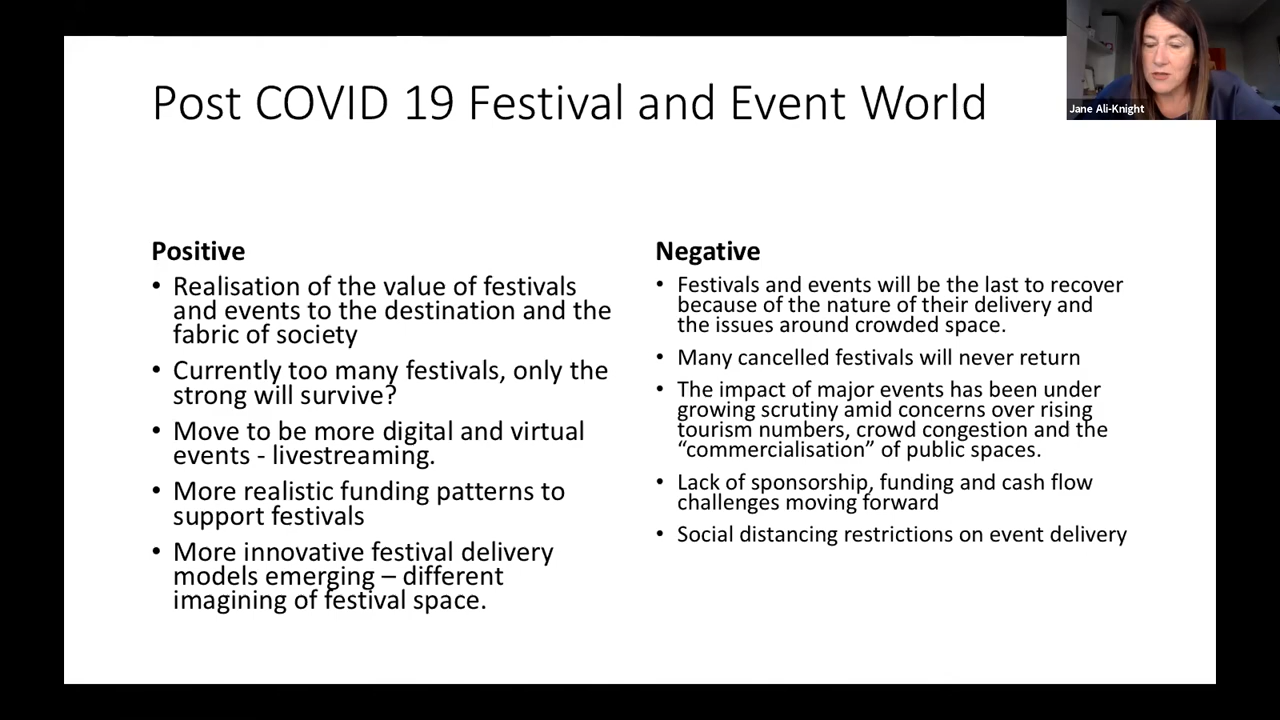 Post COVID 19 Festival and Event World
Jane Ali-Knight
Positive
• Realisation of the value of festivals
and events to the destination and the
fabric of society
• Currently too many festivals, only the
strong will survive?
• Move to be more digital and virtual
events - livestreaming.
• More realistic funding patterns to
support festivals
• More innovative festival delivery
models emerging – different
imagining of festival space.
Negative
• Festivals and events will be the last to recover
because of the nature of their delivery and
the issues around crowded space.
• Many cancelled festivals will never return
• The impact of major events has been under
growing scrutiny amid concerns over rising
tourism numbers, crowd congestion and the
“commercialisation” of public spaces.
• Lack of sponsorship, funding and cash flow
challenges moving forward
• Social distancing restrictions on event delivery